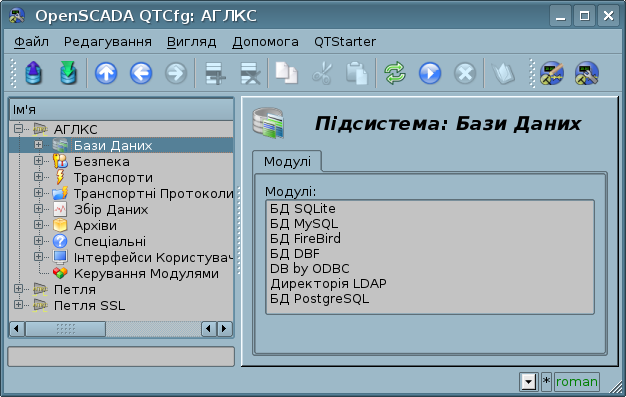 OpenSCADA QTCfg: АГЛКС
Файл Редагування Вигляд Допомога QTStarter
Ім'я
АГЛКС
Бази Даних
Безпека
Транспорти
Транспортні Протоколи
Збір Даних
Архіви
Спеціальні
Інтерфейси Користувач
Керування Модулями
Петля
Петля SSL
Підсистема: Бази Даних
Модулі
Модулі:
БД SQLite
БД MySQL
БД FireBird
БД DBF
DB by ODBC
Директорія LDAP
БД PostgreSQL
* roman